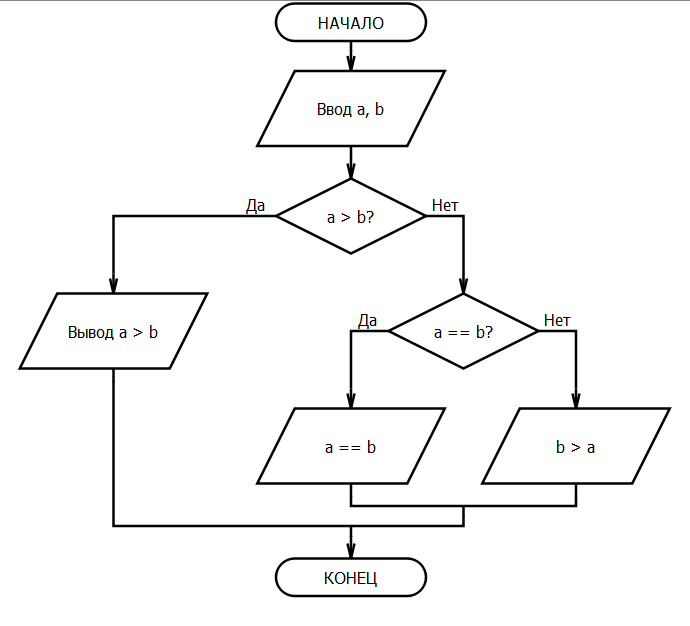 НАЧАЛО
Ввод a, b
Да
Нет
a > b?
Да
Нет
Вывод a > b
a == b?
a == b
b > a
КОНЕЦ